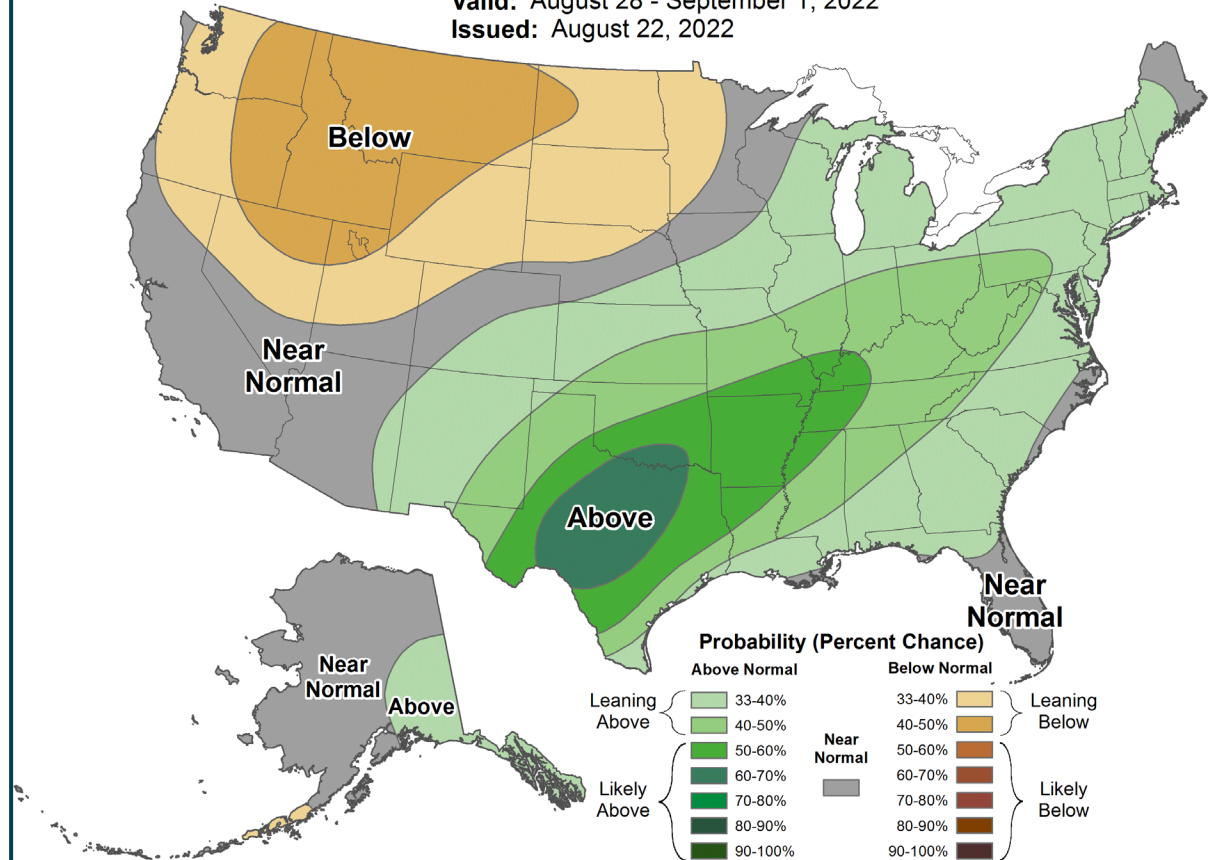 Valid: August 28 - September 1, 2022
Issued: August 22, 2022
Below
Near
Normal
Above
Near
Normal
Near
Normal
Above
Probability (Percent Chance)
Above Normal
Below Normal
Leaning
Above
33-40%
40-50%
50-60%
60-70%
70-80%
80-90%
90-100%
Likely
Above
Near
Normal
33-40%
40-50%
50-60%
60-70%
70-80%
80-90%
90-100%
Leaning
Below
Likely
Below